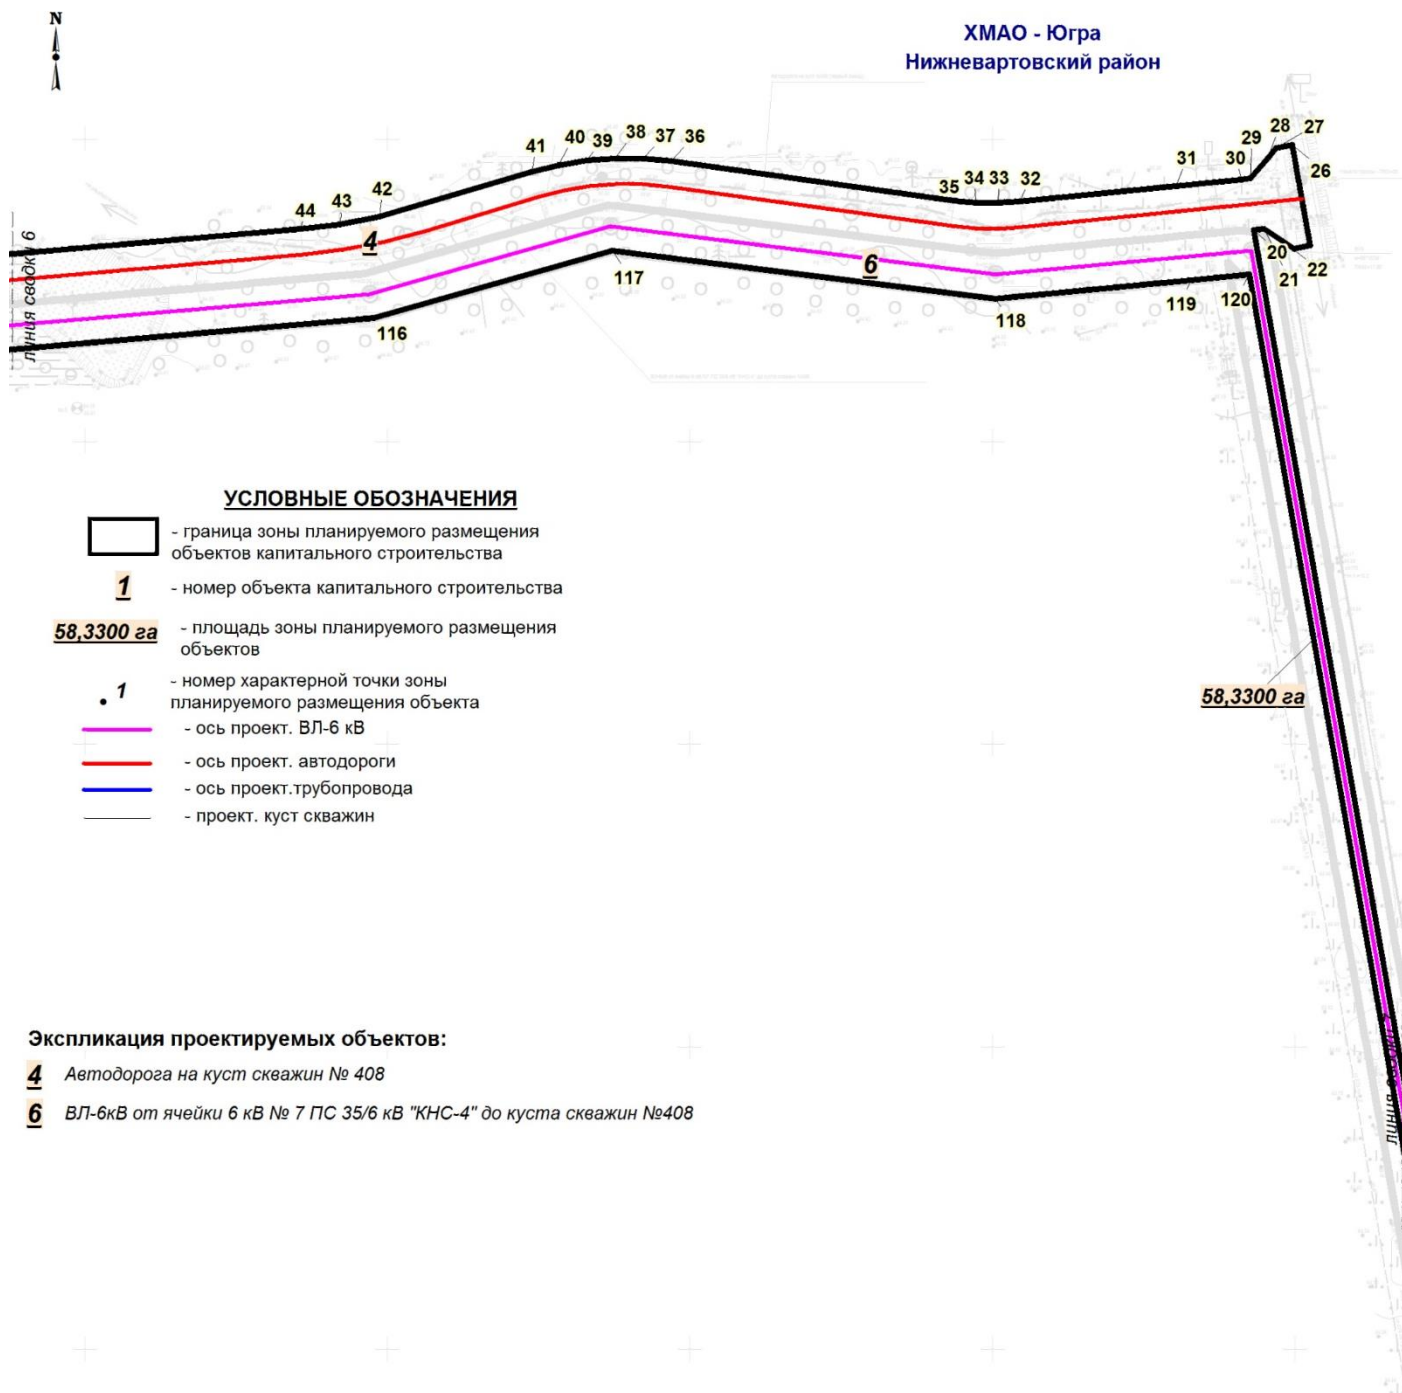 N
ХМАО - Югра
Нижневартовский район
38
37
36
39
40
41
42
43
44
35
34
33
32
31
30
29
28
27
26
4
6
линия сводки 6
20
21
22
117
116
118
119
120
УСЛОВНЫЕ ОБОЗНАЧЕНИЯ
- граница зоны планируемого размещения
объектов капитального строительства
1
- номер объекта капитального строительства
58,3300 га
- площадь зоны планируемого размещения
объектов
1
- номер характерной точки зоны
планируемого размещения объекта
- ось проект. ВЛ-6 кВ
- ось проект. автодороги
- ось проект.трубопровода
- проект. куст скважин
58,3300 га
Экспликация проектируемых объектов:
4 Автодорога на куст скважин № 408
6 ВЛ-6кВ от ячейки 6 кВ № 7 ПС 35/6 кВ "КНС-4" до куста скважин №408